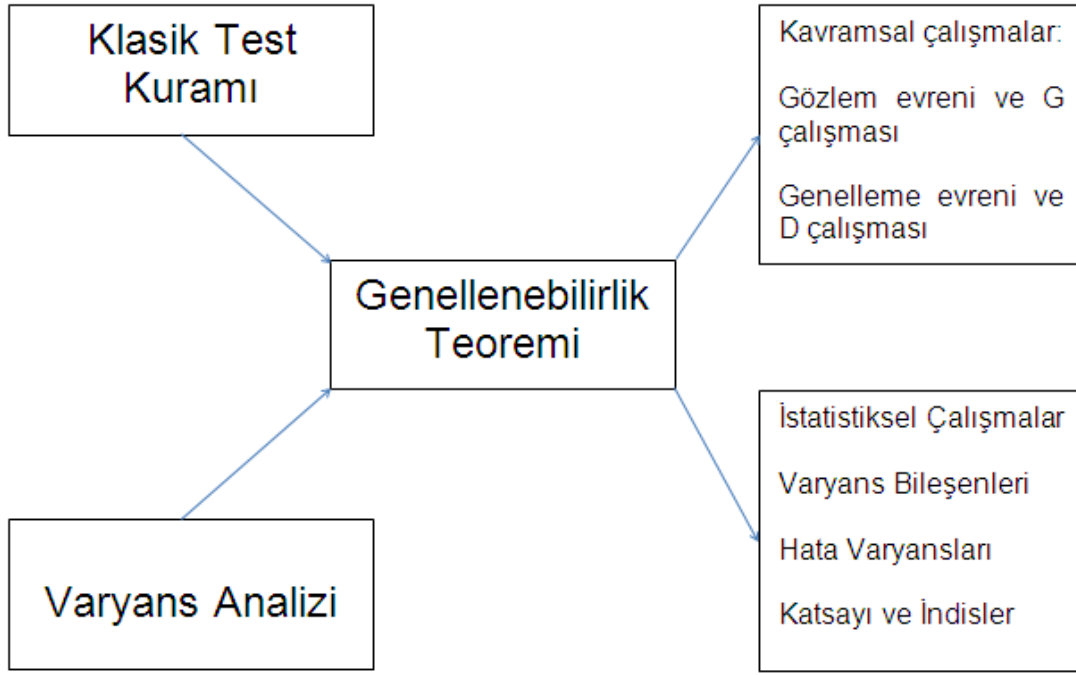 Klasik Test
Kuramı
Kavramsal çalışmalar:
Gözlem evreni ve G
çalışması
Genelleme evreni ve
D çalışması
Genellenebilirlik
Teoremi
İstatistiksel Çalışmalar
Varyans Bileşenleri
Hata Varyansları
Katsayı ve İndisler
Varyans Analizi